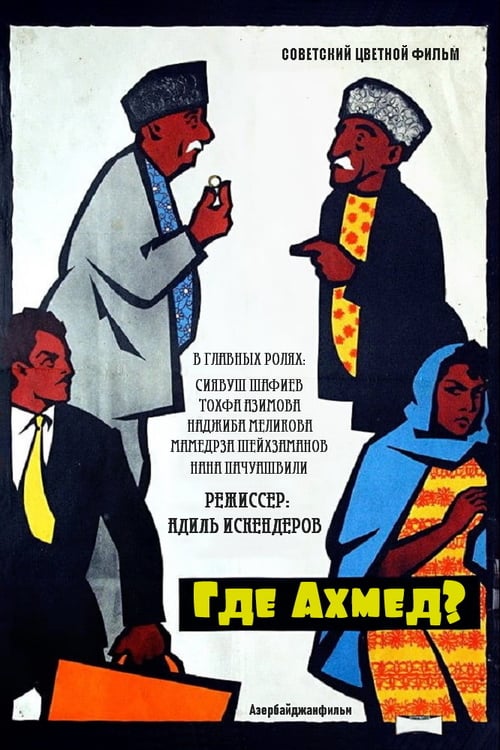 СОВЕТСКИЙ ЦВЕТНОЙ ФИЛЬМ
В ГЛАВНЫХ РОЛЯХ:
СИЯВУШ ШАФИЕВ
ТОХФА АЗИМОВА
НАДЖИБА МЕЛИКОВА
МАМЕДРЗА ШЕЙХЗАМАНОВ
НАНА ПАЧУАШВИЛИ
РЕЖИССЕР:
АДИЛЬ ИСКЕНДЕРОВ
ГДЕ АХМЕД?
Азербайджанфильм